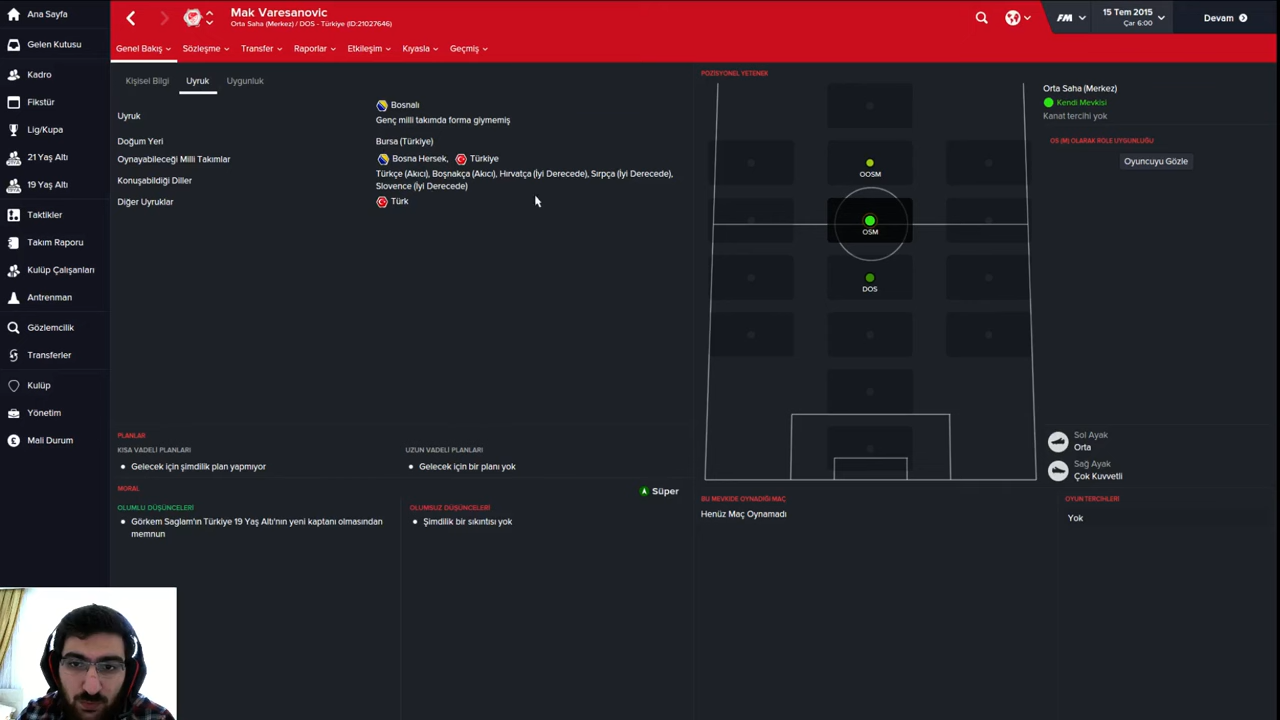 Ana Sayfa
Gelen Kutusu
Kadro
Fikstür
Lig/Kupa
21 Yaş Altı
19 Yaş Altı
Taktikler
Takım Raporu
Kulüp Çalışanları
Antrenman
Gözlemcilik
Transferler
Kulüp
Yönetim
Mali Durum
Mak Varesanovic
Orta Saha (Merkez) / DOS - Türkiye (ID:21027646)
FM
15 Tem 2015
Çar 6:00
Devam
Genel Bakış
Sözleşme
Transfer
Raporlar
Etkileşim
Kıyasla
Geçmiş
Kişisel Bilgi
Uyruk
Uygunluk
Uyruk
Bosnalı
Genç milli takımda forma giymemiş
Doğum Yeri
Bursa (Türkiye)
Oynayabileceği Milli Takımlar
Bosna Hersek, Türkiye
Konuşabildiği Diller
Türkçe (Akıcı), Boşnakça (Akıcı), Hırvatça (İyi Derecede), Sırpça (İyi Derecede),
Slovence (İyi Derecede)
Diğer Uyruklar
Türk
PLANLAR
KISA VADELİ PLANLARI
Gelecek için şimdilik plan yapmıyor
UZUN VADELİ PLANLARI
Gelecek için bir planı yok
MORAL
Süper
OLUMLU DÜŞÜNCELERİ
Görkem Saglam'ın Türkiye 19 Yaş Altı'nın yeni kaptanı olmasından
memnun
OLUMSUZ DÜŞÜNCELERİ
Şimdilik bir sıkıntısı yok
POZİSYONEL YETENEK
OOSM
OSM
DOS
Orta Saha (Merkez)
Kendi Mevkisi
Kanat tercihi yok
OS (M) OLARAK ROLE UYGUNLUĞU
Oyuncuyu Gözle
Sol Ayak
Orta
Sağ Ayak
Çok Kuvvetli
BU MEVKİDE OYNADIĞI MAÇ
Henüz Maç Oynamadı
OYUN TERCİHLERİ
Yok